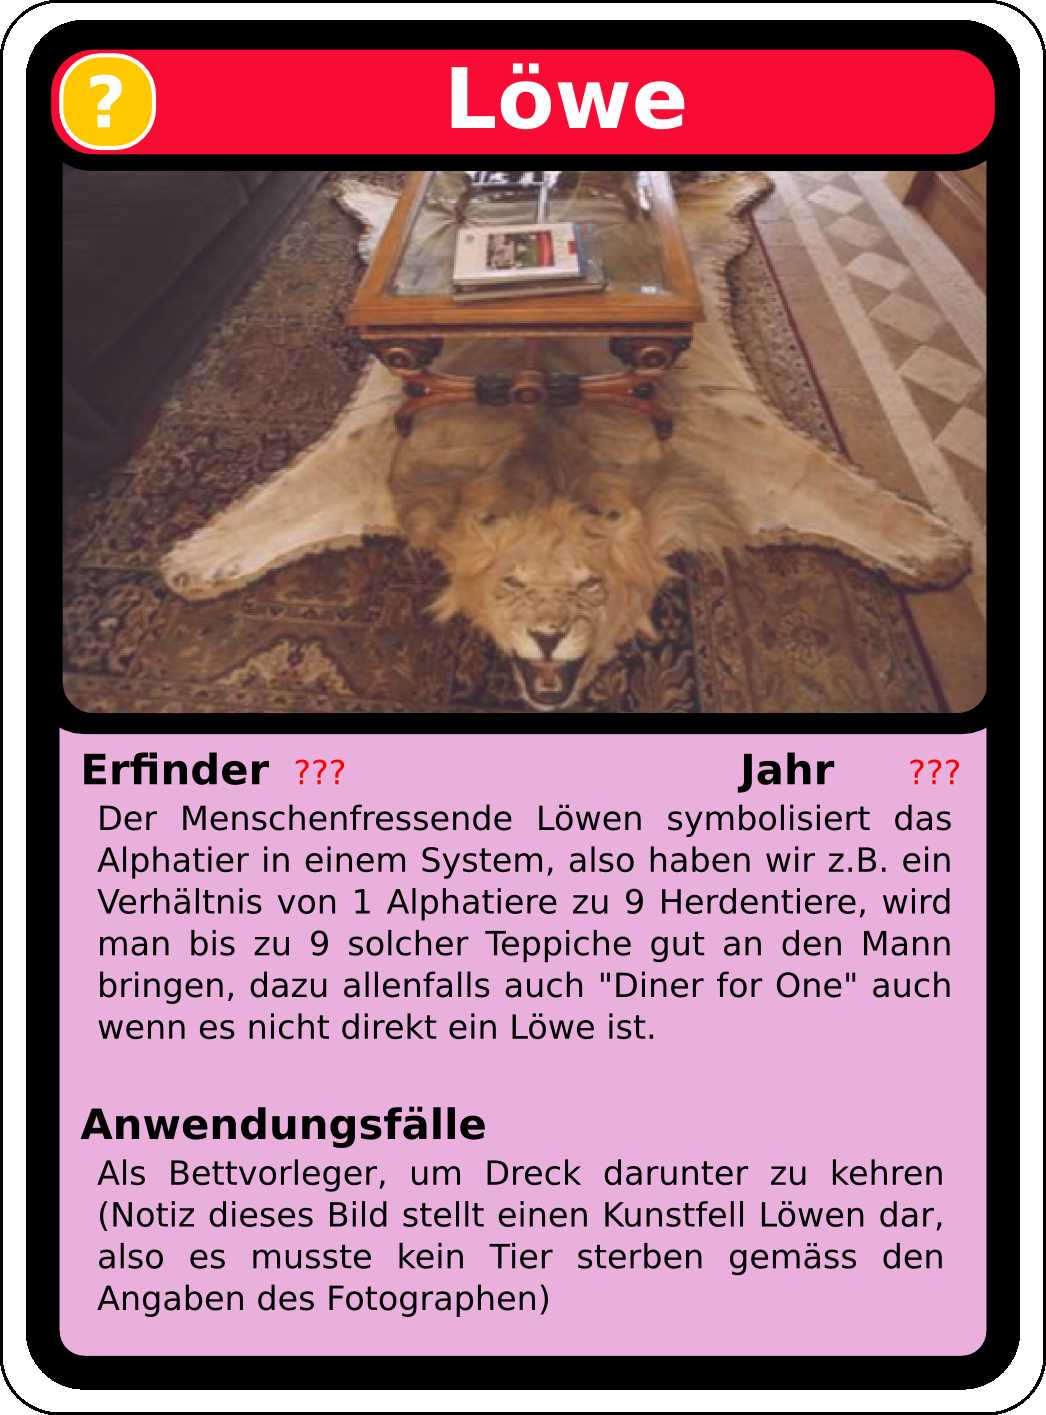 ?
Löwe
Erfinder ???
Jahr ???
Der Menschenfressende Löwen symbolisiert das
Alphatier in einem System, also haben wir z.B. ein
Verhältnis von 1 Alphatiere zu 9 Herdentiere, wird
man bis zu 9 solcher Teppiche gut an den Mann
bringen, dazu allenfalls auch "Diner for One" auch
wenn es nicht direkt ein Löwe ist.
Anwendungsfälle
Als Bettvorleger, um Dreck darunter zu kehren
(Notiz dieses Bild stellt einen Kunstfell Löwen dar,
also es musste kein Tier sterben gemäss den
Angaben des Fotographen)